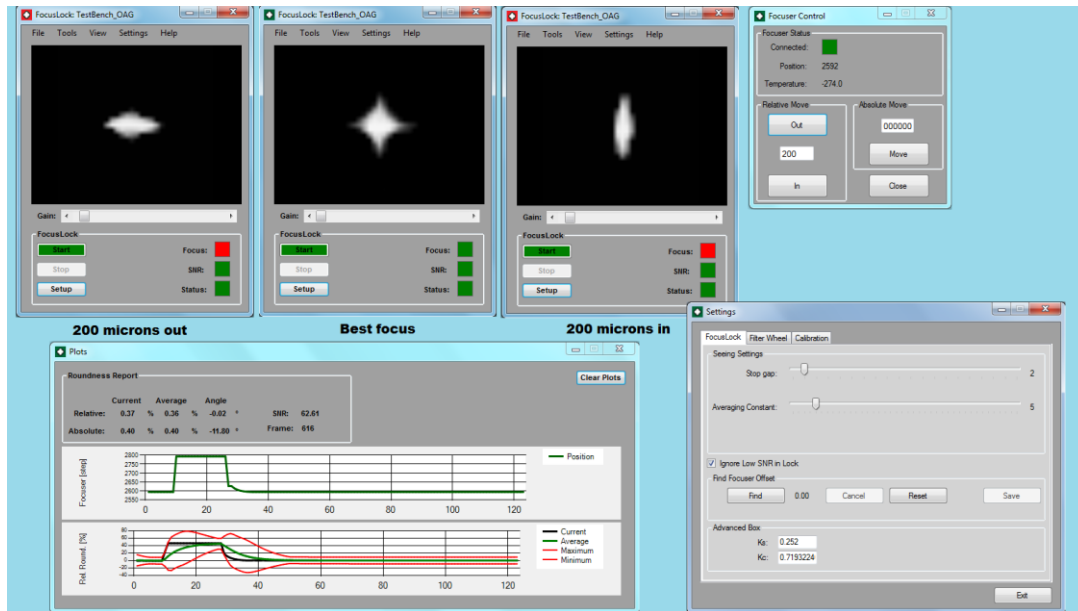 FocusLock: TestBench_OAG
File Tools View Settings Help
Gain:
FocusLock
Start
Focus:
Stop
SNR:
Setup
Status:
200 microns out
FocusLock: TestBench_OAG
File Tools View Settings Help
Gain:
FocusLock
Start
Focus:
Stop
SNR:
Setup
Status:
Best focus
FocusLock: TestBench_OAG
File Tools View Settings Help
Gain:
FocusLock
Start
Focus:
Stop
SNR:
Setup
Status:
200 microns in
Focuser Control
Focuser Status
Connected:
Position: 2592
Temperature: -274.0
Relative Move
Out
200
In
Absolute Move
000000
Move
Close
Plots
Roundness Report
Clear Plots
Current Average Angle
Relative: 0.37 % 0.36 % -0.02 ° SNR: 62.61
Absolute: 0.40 % 0.40 % -11.80 ° Frame: 616
Focuser [step]
2800
2750
2700
2650
2600
2550
0 20 40 60 80 100 120
Position
Rel. Round. [%]
80
60
40
20
0
-20
-40
0 20 40 60 80 100 120
Current
Average
Maximum
Minimum
Settings
FocusLock Filter Wheel Calibration
Seeing Settings
Stop gap: 2
Averaging Constant: 5
Ignore Low SNR in Lock
Find Focuser Offset
Find 0.00 Cancel Reset Save
Advanced Box
Ka: 0.252
Kc: 0.7193224
Exit